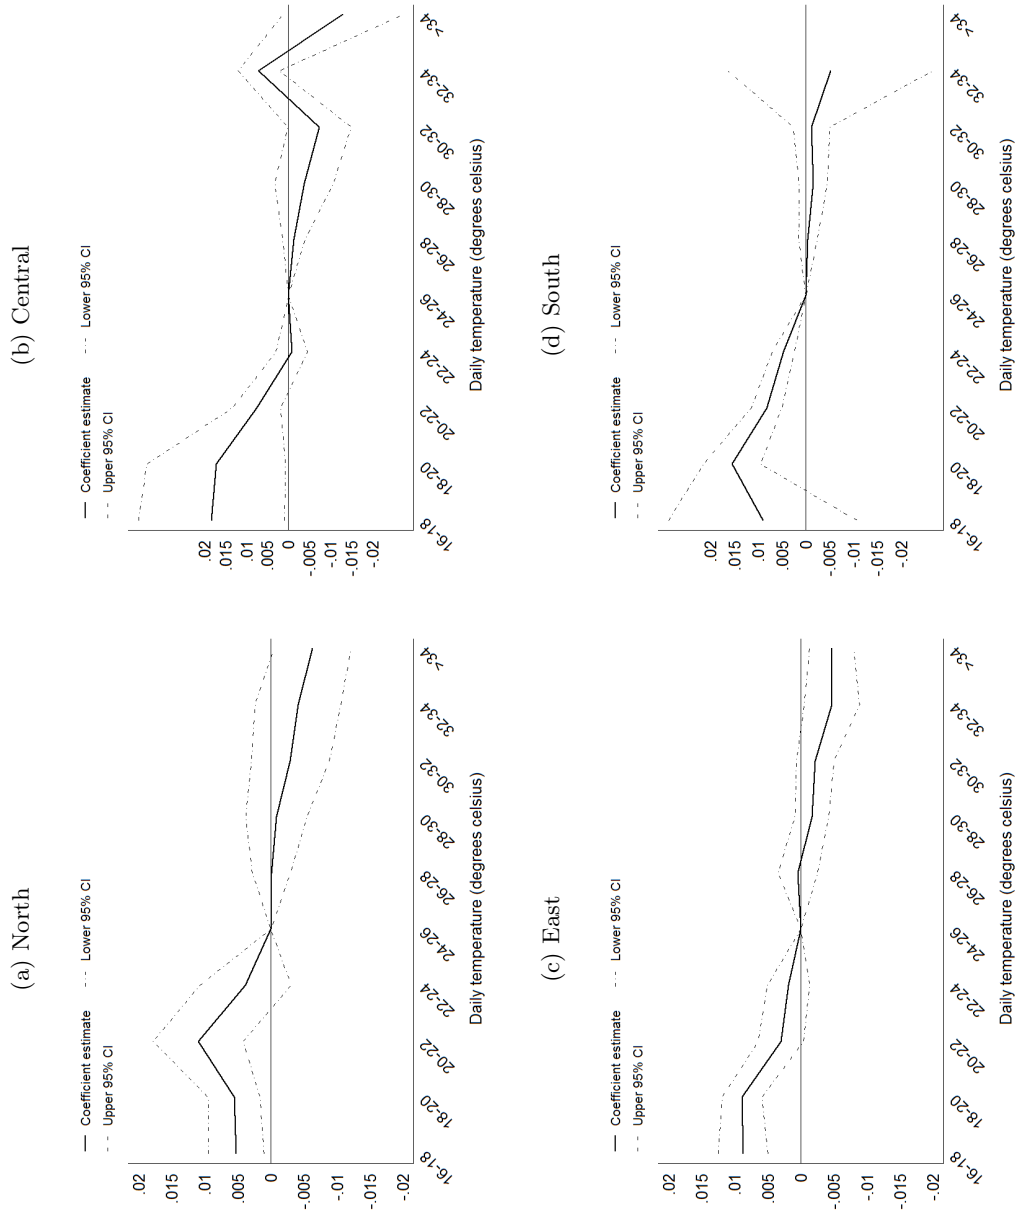 (a) North
Coefficient estimate Lower 95% CI
Upper 95% CI
.02
.015
.01
.005
0
-.005
-.01
-.015
-.02
16-18 18-20 20-22 22-24 24-26 26-28 28-30 30-32 32-34 >34
Daily temperature (degrees celsius)
(b) Central
Coefficient estimate Lower 95% CI
Upper 95% CI
.02
.015
.01
.005
0
-.005
-.01
-.015
-.02
16-18 18-20 20-22 22-24 24-26 26-28 28-30 30-32 32-34 >34
Daily temperature (degrees celsius)
(c) East
Coefficient estimate Lower 95% CI
Upper 95% CI
.02
.015
.01
.005
0
-.005
-.01
-.015
-.02
16-18 18-20 20-22 22-24 24-26 26-28 28-30 30-32 32-34 >34
Daily temperature (degrees celsius)
(d) South
Coefficient estimate Lower 95% CI
Upper 95% CI
.02
.015
.01
.005
0
-.005
-.01
-.015
-.02
16-18 18-20 20-22 22-24 24-26 26-28 28-30 30-32 32-34 >34
Daily temperature (degrees celsius)